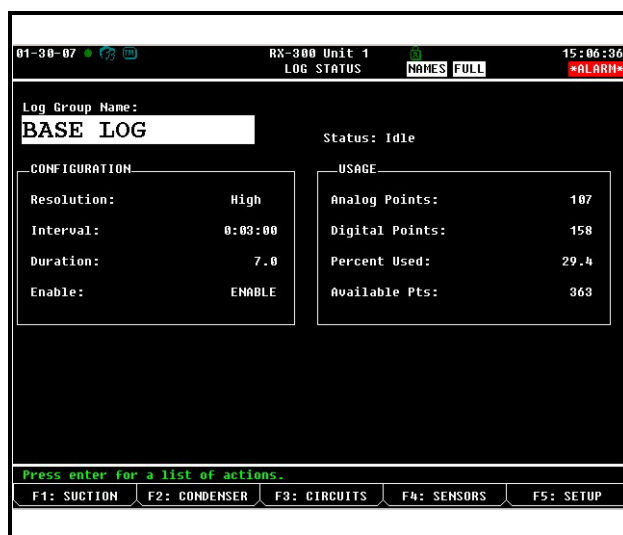 01-30-07 RX-300 Unit 1 15:06:36
LOG STATUS NAMES FULL *ALARM*
Log Group Name:
BASE LOG
Status: Idle
CONFIGURATION
Resolution: High
Interval: 0:03:00
Duration: 7.0
Enable: ENABLE
USAGE
Analog Points: 107
Digital Points: 158
Percent Used: 29.4
Available Pts: 363
Press enter for a list of actions.
F1: SUCTION F2: CONDENSER F3: CIRCUITS F4: SENSORS F5: SETUP